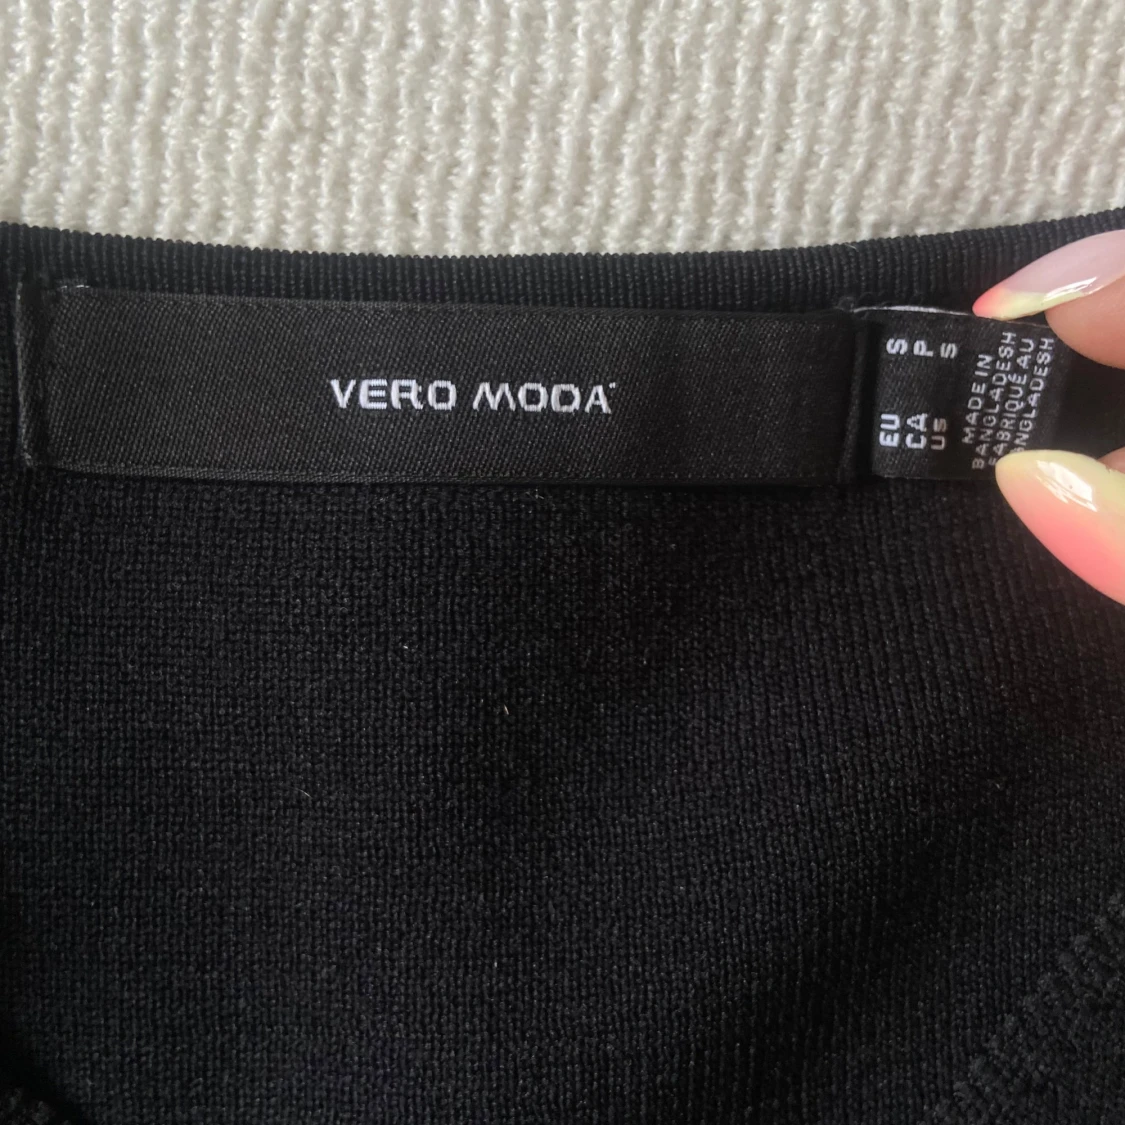 VERO MODA
EU S
CA P
US S
MADE IN
BANGLADESH
FABRIQUÉ AU
BANGLADESH